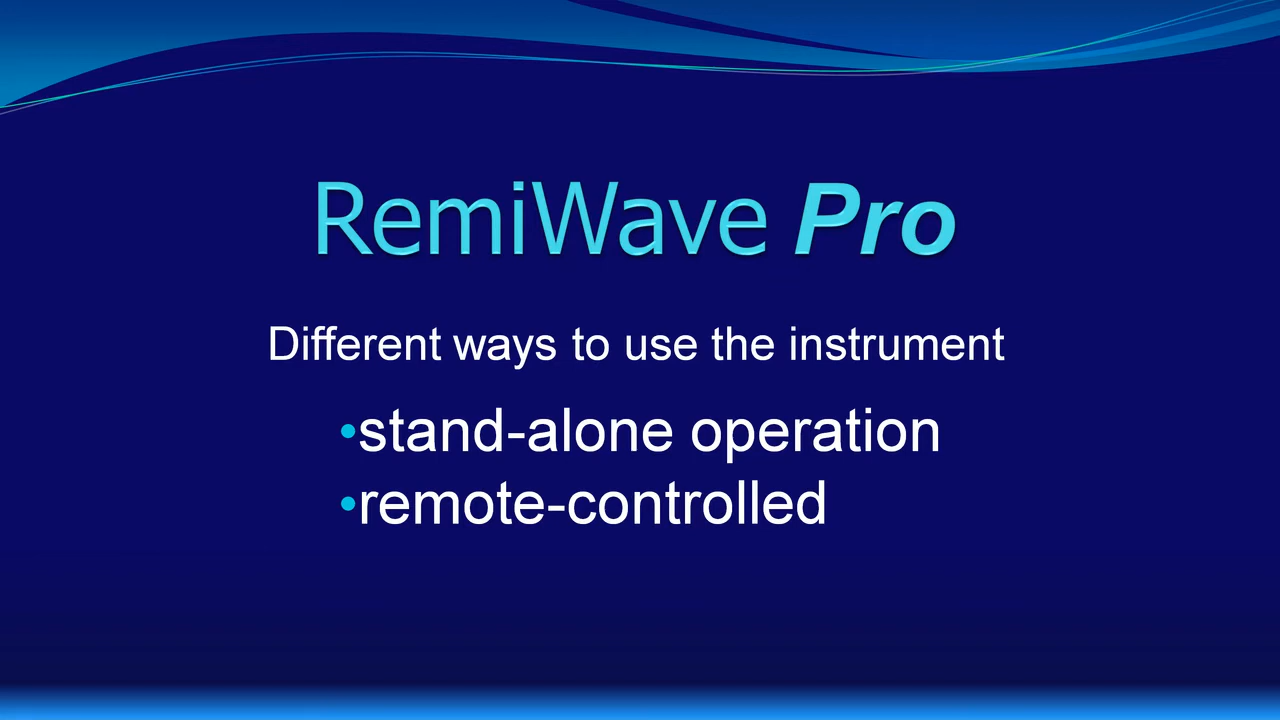 RemiWave Pro
Different ways to use the instrument
•stand-alone operation
•remote-controlled